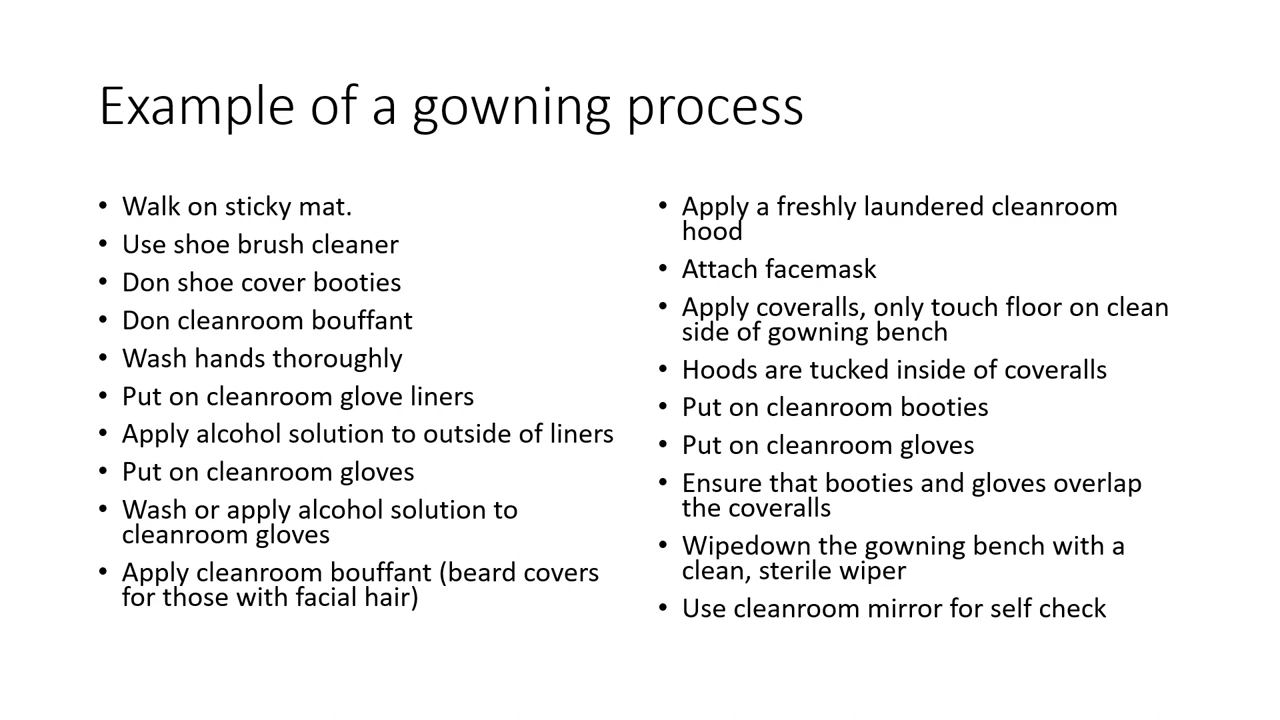 Example of a gowning process
• Walk on sticky mat.
• Use shoe brush cleaner
• Don shoe cover booties
• Don cleanroom bouffant
• Wash hands thoroughly
• Put on cleanroom glove liners
• Apply alcohol solution to outside of liners
• Put on cleanroom gloves
• Wash or apply alcohol solution to
cleanroom gloves
• Apply cleanroom bouffant (beard covers
for those with facial hair)
• Apply a freshly laundered cleanroom
hood
• Attach facemask
• Apply coveralls, only touch floor on clean
side of gowning bench
• Hoods are tucked inside of coveralls
• Put on cleanroom booties
• Put on cleanroom gloves
• Ensure that booties and gloves overlap
the coveralls
• Wipedown the gowning bench with a
clean, sterile wiper
• Use cleanroom mirror for self check